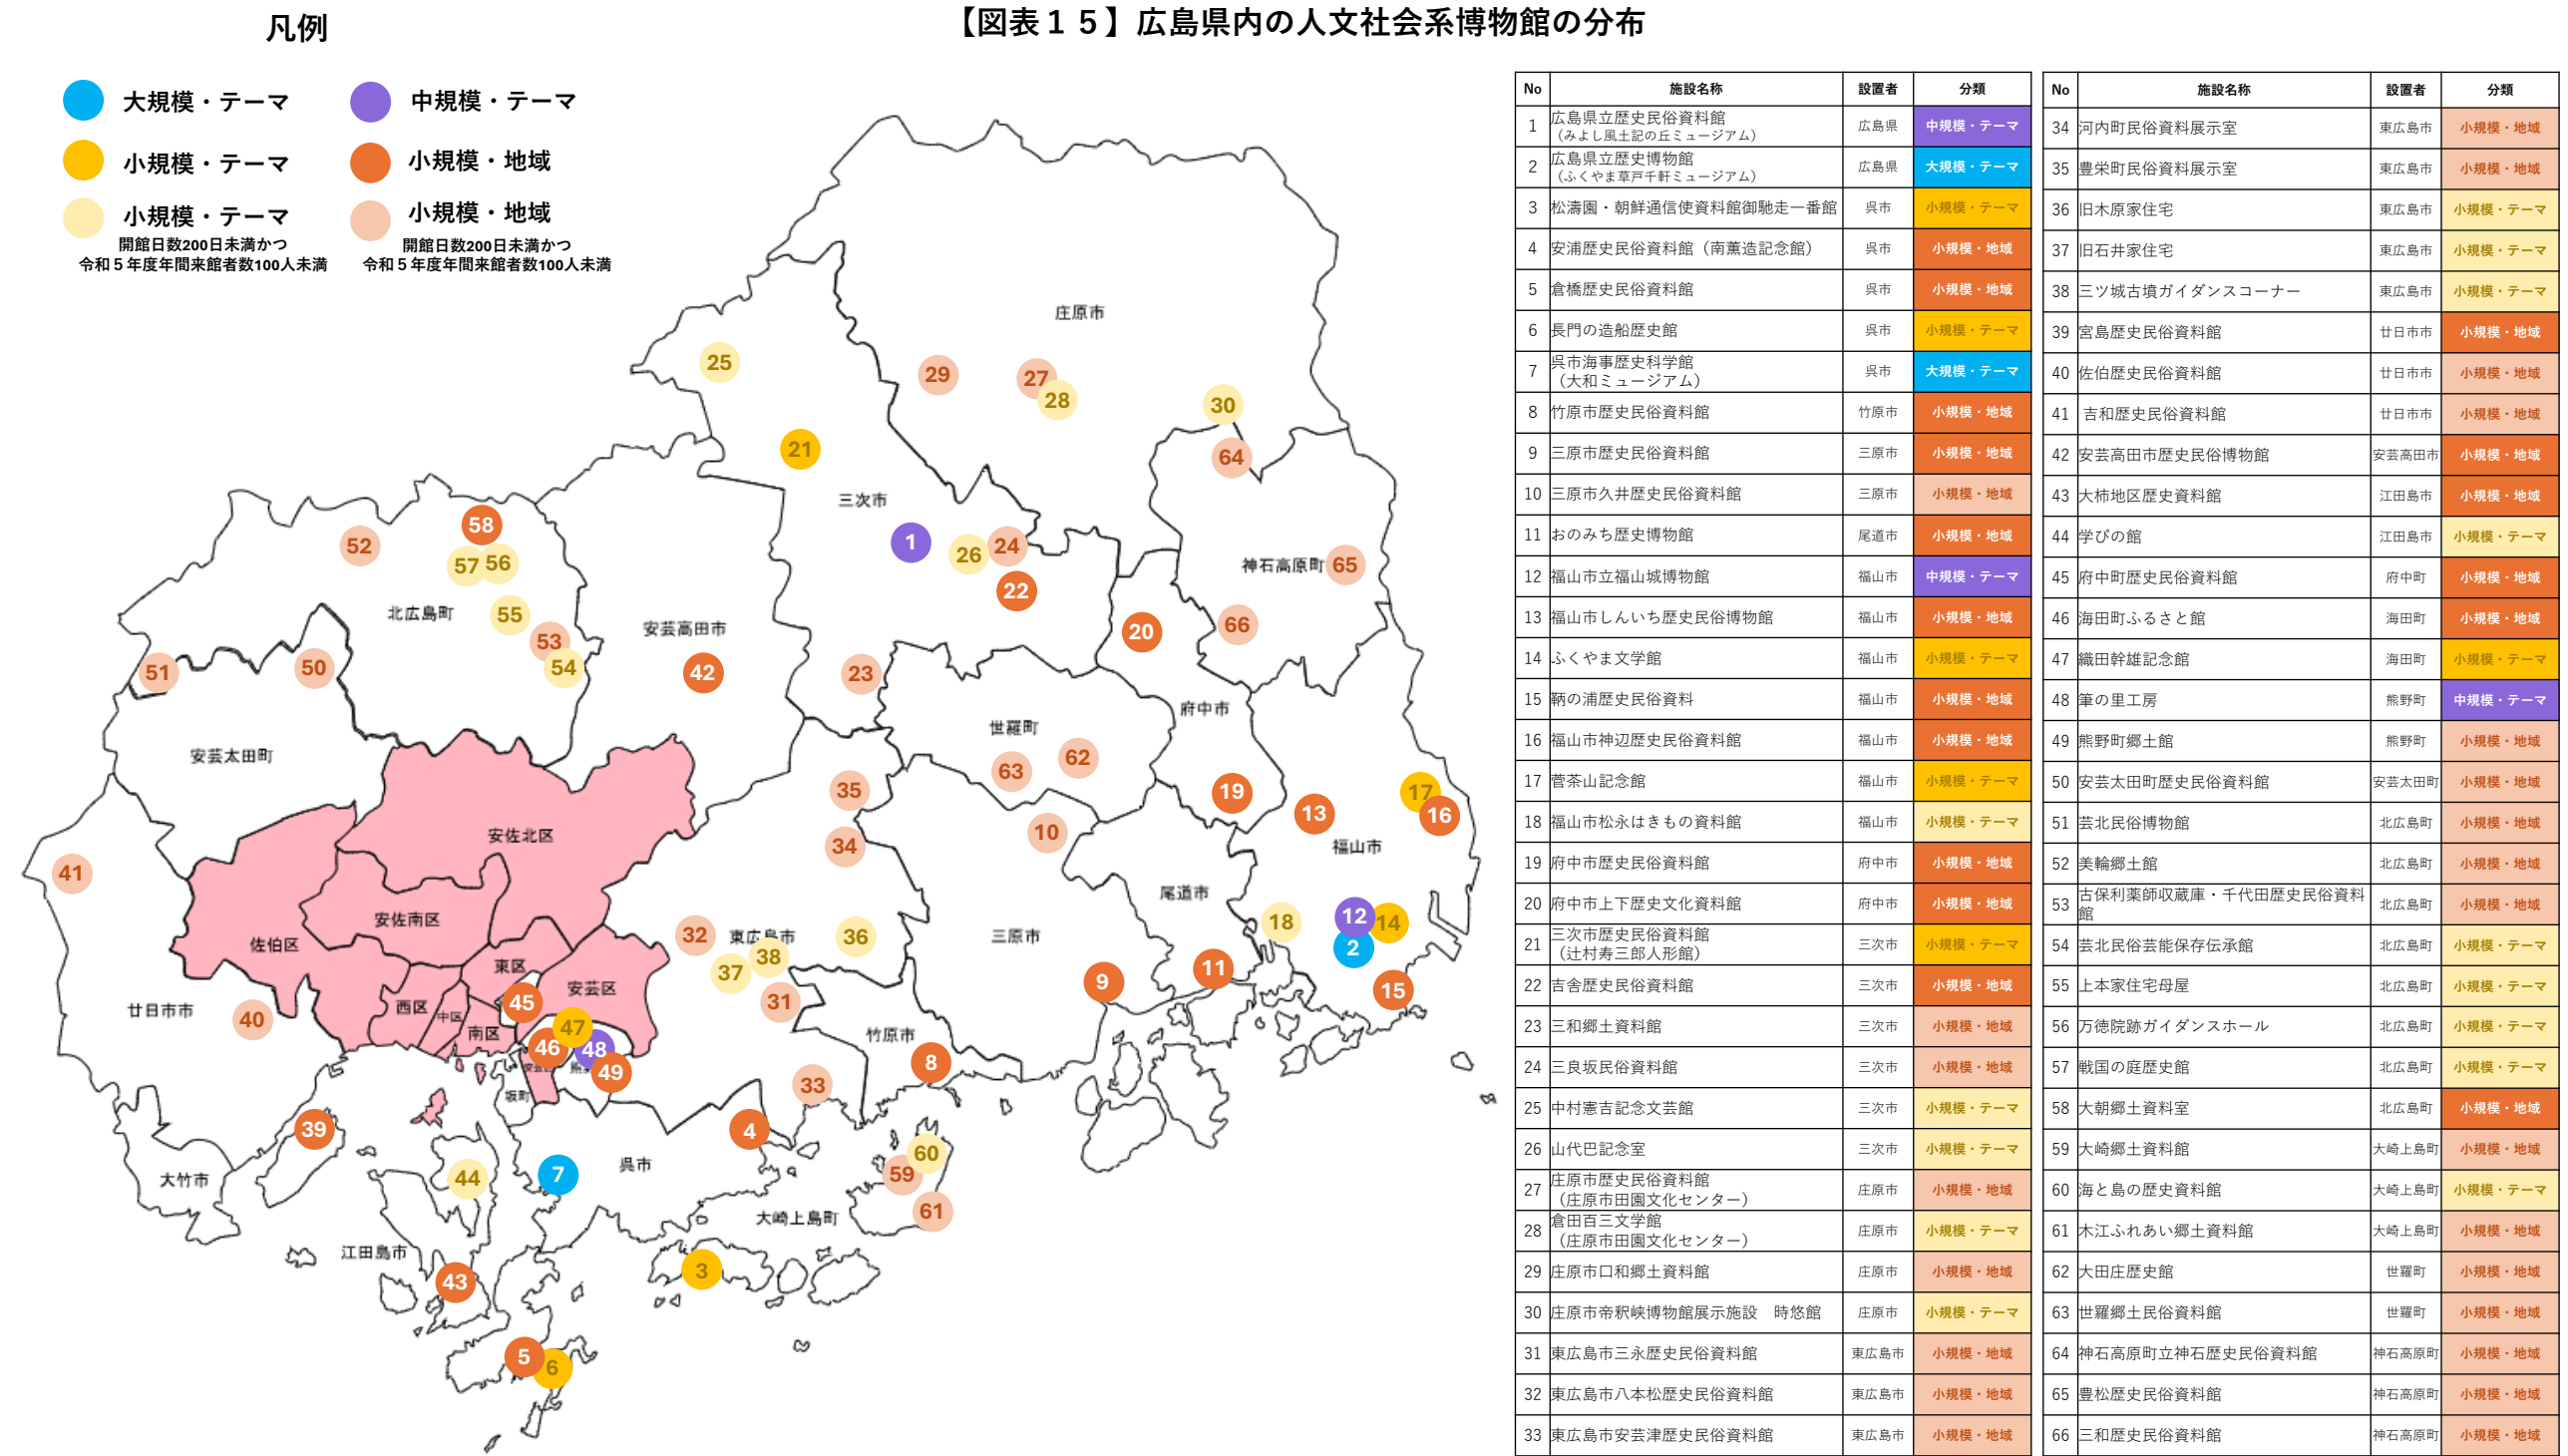 【図表１５】広島県内の人文社会系博物館の分布
凡例
大規模・テーマ
中規模・テーマ
小規模・テーマ
小規模・地域
小規模・テーマ
開館日数200日未満かつ
令和５年度年間来館者数100人未満
小規模・地域
開館日数200日未満かつ
令和５年度年間来館者数100人未満
庄原市
25
29
27
28
30
21
64
三次市
58
52
1
26
24
57
56
神石高原町
65
22
55
北広島町
安芸高田市
20
66
53
54
51
50
42
23
府中市
世羅町
安芸太田町
62
63
35
19
17
13
16
安佐北区
10
34
福山市
41
尾道市
安佐南区
12
14
18
32
東広島市
36
三原市
佐伯区
2
38
東区
37
11
安芸区
9
15
45
31
廿日市市
40
西区
中区
南区
47
竹原市
46
48
8
49
安芸区
坂町
33
39
4
60
呉市
59
大竹市
44
7
61
大崎上島町
江田島市
3
43
5
6
No 施設名称 設置者 分類
1 広島県立歴史民俗資料館 広島県 中規模・テーマ
（みよし風土記の丘ミュージアム）
2 広島県立歴史博物館 広島県 大規模・テーマ
（ふくやま草戸千軒ミュージアム）
3 松濤園・朝鮮通信使資料館御馳走一番館 呉市 小規模・テーマ
4 安浦歴史民俗資料館（南薫造記念館） 呉市 小規模・地域
5 倉橋歴史民俗資料館 呉市 小規模・地域
6 長門の造船歴史館 呉市 小規模・テーマ
7 呉市海事歴史科学館 呉市 大規模・テーマ
（大和ミュージアム）
8 竹原市歴史民俗資料館 竹原市 小規模・地域
9 三原市歴史民俗資料館 三原市 小規模・地域
10 三原市久井歴史民俗資料館 三原市 小規模・地域
11 おのみち歴史博物館 尾道市 小規模・地域
12 福山市立福山城博物館 福山市 中規模・テーマ
13 福山市しんいち歴史民俗博物館 福山市 小規模・地域
14 ふくやま文学館 福山市 小規模・テーマ
15 鞆の浦歴史民俗資料 福山市 小規模・地域
16 福山市神辺歴史民俗資料館 福山市 小規模・地域
17 菅茶山記念館 福山市 小規模・テーマ
18 福山市松永はきもの資料館 福山市 小規模・テーマ
19 府中市歴史民俗資料館 府中市 小規模・地域
20 府中市上下歴史文化資料館 府中市 小規模・地域
21 三次市歴史民俗資料館 三次市 小規模・テーマ
（辻村寿三郎人形館）
22 吉舎歴史民俗資料館 三次市 小規模・地域
23 三和郷土資料館 三次市 小規模・地域
24 三良坂民俗資料館 三次市 小規模・地域
25 中村憲吉記念文芸館 三次市 小規模・テーマ
26 山代巴記念室 三次市 小規模・テーマ
27 庄原市歴史民俗資料館 庄原市 小規模・地域
（庄原市田園文化センター）
28 倉田百三文学館 庄原市 小規模・テーマ
（庄原市田園文化センター）
29 庄原市口和郷土資料館 庄原市 小規模・地域
30 庄原市帝釈峡博物館展示施設　時悠館 庄原市 小規模・テーマ
31 東広島市三永歴史民俗資料館 東広島市 小規模・地域
32 東広島市八本松歴史民俗資料館 東広島市 小規模・地域
33 東広島市安芸津歴史民俗資料館 東広島市 小規模・地域
No 施設名称 設置者 分類
34 河内町民俗資料展示室 東広島市 小規模・地域
35 豊栄町民俗資料展示室 東広島市 小規模・地域
36 旧木原家住宅 東広島市 小規模・テーマ
37 旧石井家住宅 東広島市 小規模・テーマ
38 三ツ城古墳ガイダンスコーナー 東広島市 小規模・テーマ
39 宮島歴史民俗資料館 廿日市市 小規模・地域
40 佐伯歴史民俗資料館 廿日市市 小規模・地域
41 吉和歴史民俗資料館 廿日市市 小規模・地域
42 安芸高田市歴史民俗博物館 安芸高田市 小規模・地域
43 大柿地区歴史資料館 江田島市 小規模・地域
44 学びの館 江田島市 小規模・テーマ
45 府中町歴史民俗資料館 府中町 小規模・地域
46 海田町ふるさと館 海田町 小規模・地域
47 織田幹雄記念館 海田町 小規模・テーマ
48 筆の里工房 熊野町 中規模・テーマ
49 熊野町郷土館 熊野町 小規模・地域
50 安芸太田町歴史民俗資料館 安芸太田町 小規模・地域
51 芸北民俗博物館 北広島町 小規模・地域
52 美輪郷土館 北広島町 小規模・地域
53 古保利薬師収蔵庫・千代田歴史民俗資料 北広島町 小規模・地域
館
54 芸北民俗芸能保存伝承館 北広島町 小規模・テーマ
55 上本家住宅母屋 北広島町 小規模・テーマ
56 万徳院跡ガイダンスホール 北広島町 小規模・テーマ
57 戦国の庭歴史館 北広島町 小規模・テーマ
58 大朝郷土資料室 北広島町 小規模・地域
59 大崎郷土資料館 大崎上島町 小規模・地域
60 海と島の歴史資料館 大崎上島町 小規模・テーマ
61 木江ふれあい郷土資料館 大崎上島町 小規模・地域
62 大田庄歴史館 世羅町 小規模・地域
63 世羅郷土民俗資料館 世羅町 小規模・地域
64 神石高原町立神石歴史民俗資料館 神石高原町 小規模・地域
65 豊松歴史民俗資料館 神石高原町 小規模・地域
66 三和歴史民俗資料館 神石高原町 小規模・地域